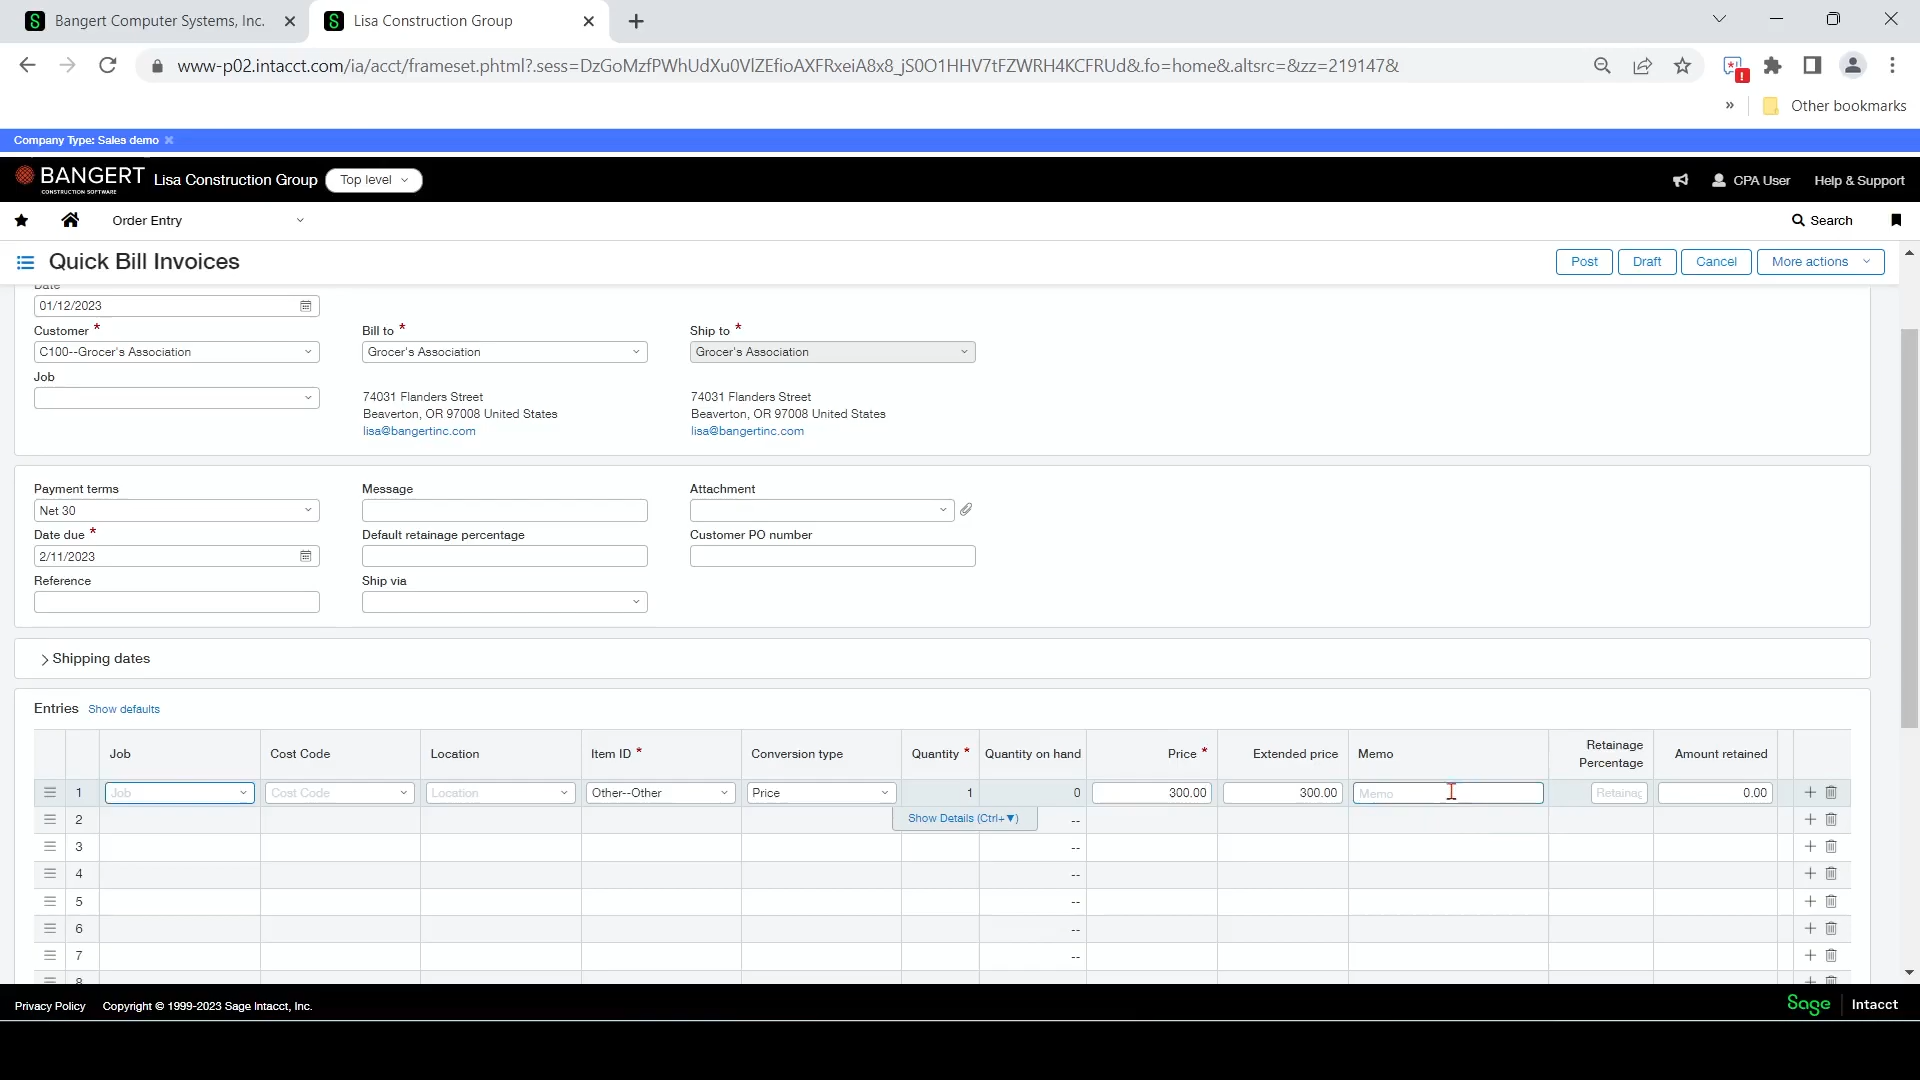 Bangert Computer Systems, Inc.
Lisa Construction Group
www-p02.intacct.com/ia/acct/frameset.phtml?.sess=DzGoMzfPWhUdXu0VlZEfioAXFRxeiA8x8_jS0O1HHV7tFZWRH4KCFRUd&.fo=home&.altsrc=&zz=219147&
» Other bookmarks
Company Type: Sales demo
BANGERT
CONSTRUCTION SOFTWARE
Lisa Construction Group
Top level
CPA User
Help & Support
Order Entry
Search
Quick Bill Invoices
Post
Draft
Cancel
More actions
Date
01/12/2023
Customer * Bill to * Ship to *
C100--Grocer's Association Grocer's Association Grocer's Association
Job
74031 Flanders Street 74031 Flanders Street
Beaverton, OR 97008 United States Beaverton, OR 97008 United States
lisa@bangertinc.com lisa@bangertinc.com
Payment terms Message Attachment
Net 30
Date due * Default retainage percentage Customer PO number
2/11/2023
Reference Ship via
Shipping dates
Entries Show defaults
Job Cost Code Location Item ID * Conversion type Quantity * Quantity on hand Price * Extended price Memo Retainage Percentage Amount retained
1 Job Cost Code Location Other--Other Price 1 0 300.00 300.00 Memo Retainag 0.00
2 Show Details (Ctrl+▼) --
3 --
4 --
5 --
6 --
7 --
8
Privacy Policy Copyright © 1999-2023 Sage Intacct, Inc.
Sage Intacct